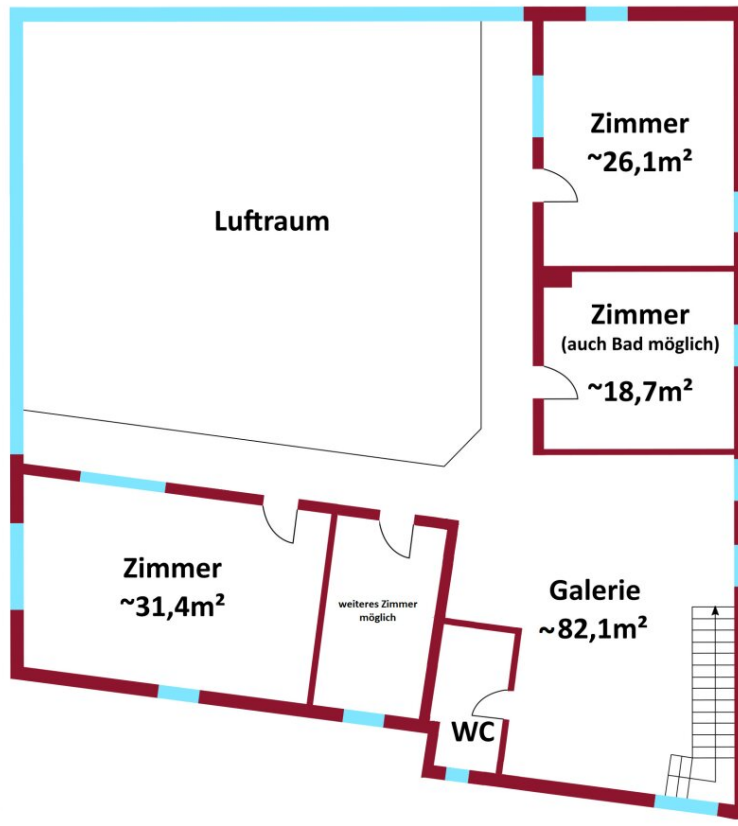 Zimmer
~26,1m²
Luftraum
Zimmer
(auch Bad möglich)
~18,7m²
Zimmer
~31,4m²
weiteres Zimmer
möglich
Galerie
~82,1m²
WC